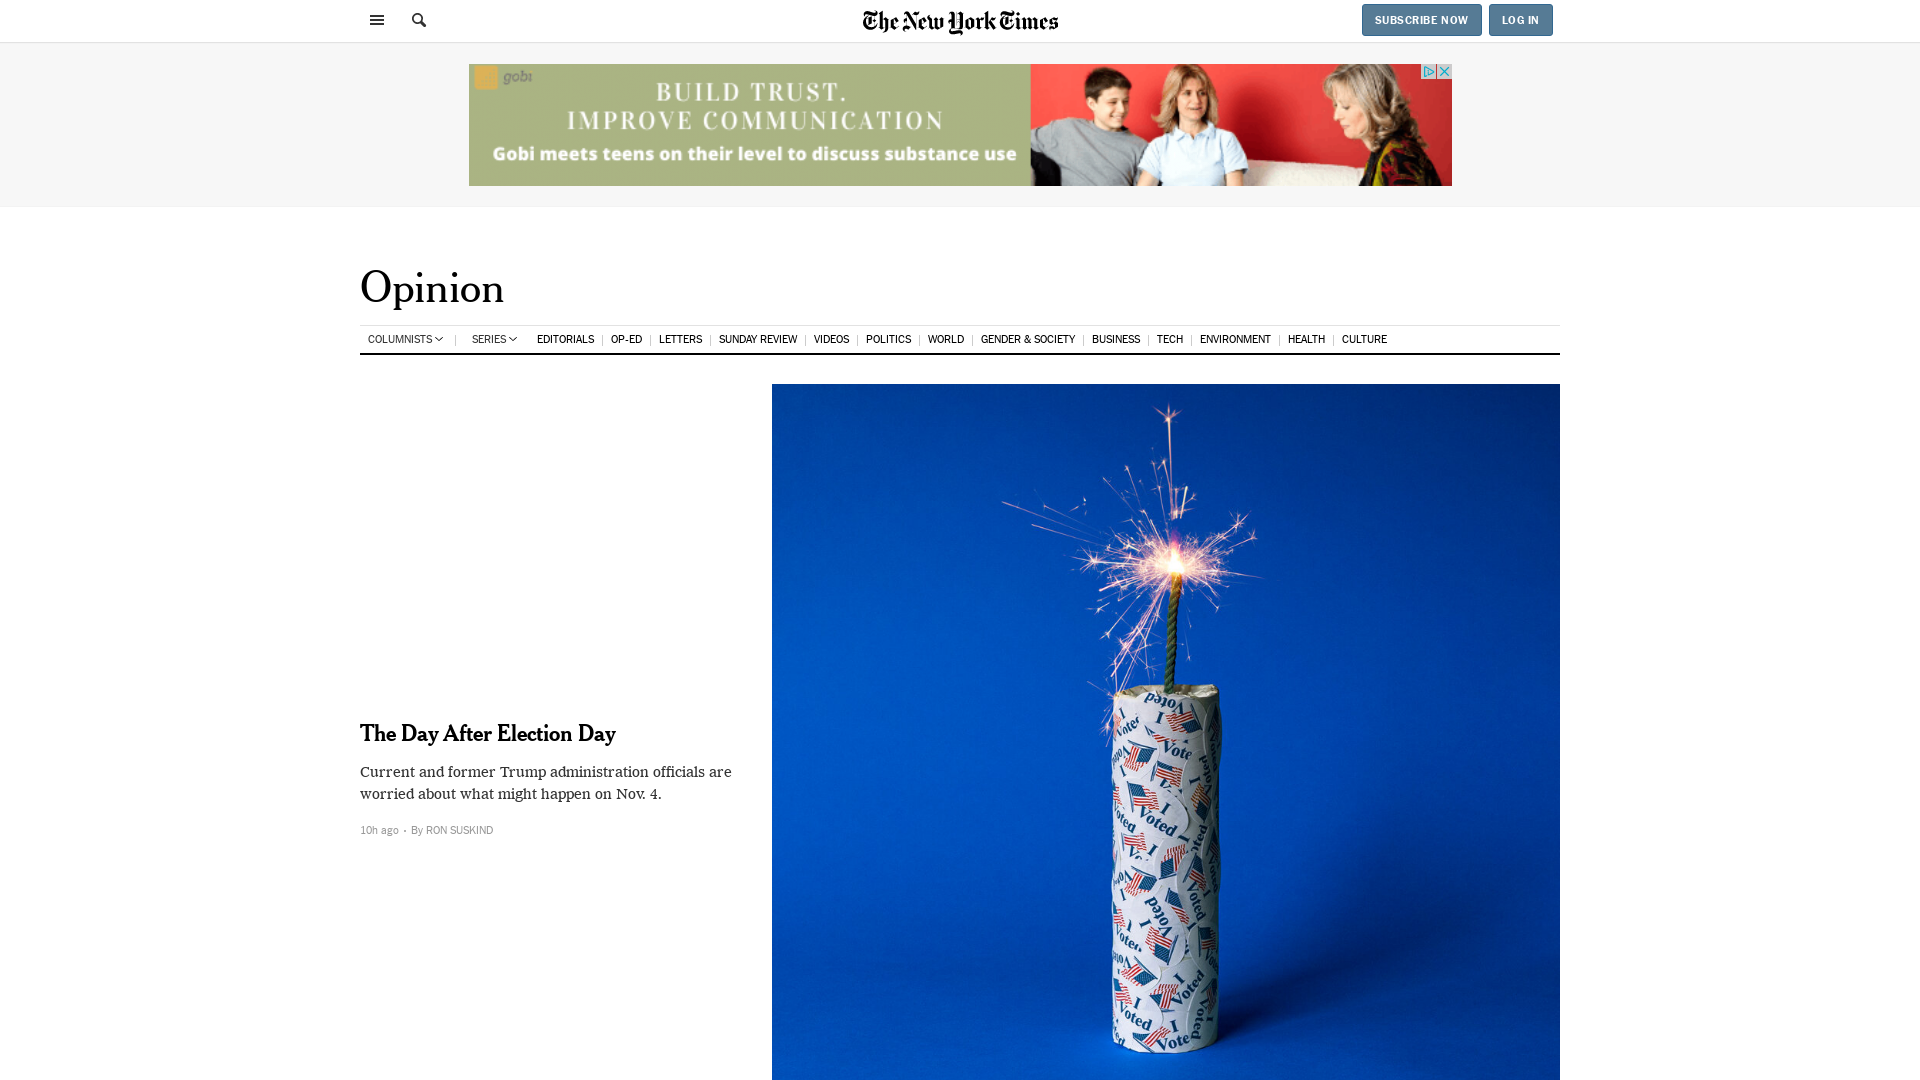 The New York Times
SUBSCRIBE NOW
LOG IN
gobi
BUILD TRUST.
IMPROVE COMMUNICATION
Gobi meets teens on their level to discuss substance use
Opinion
COLUMNISTS
SERIES
EDITORIALS
OP-ED
LETTERS
SUNDAY REVIEW
VIDEOS
POLITICS
WORLD
GENDER & SOCIETY
BUSINESS
TECH
ENVIRONMENT
HEALTH
CULTURE
The Day After Election Day
Current and former Trump administration officials are
worried about what might happen on Nov. 4.
10h ago • By RON SUSKIND
I Voted
I Voted
I Voted
I Voted
I Voted
I Voted